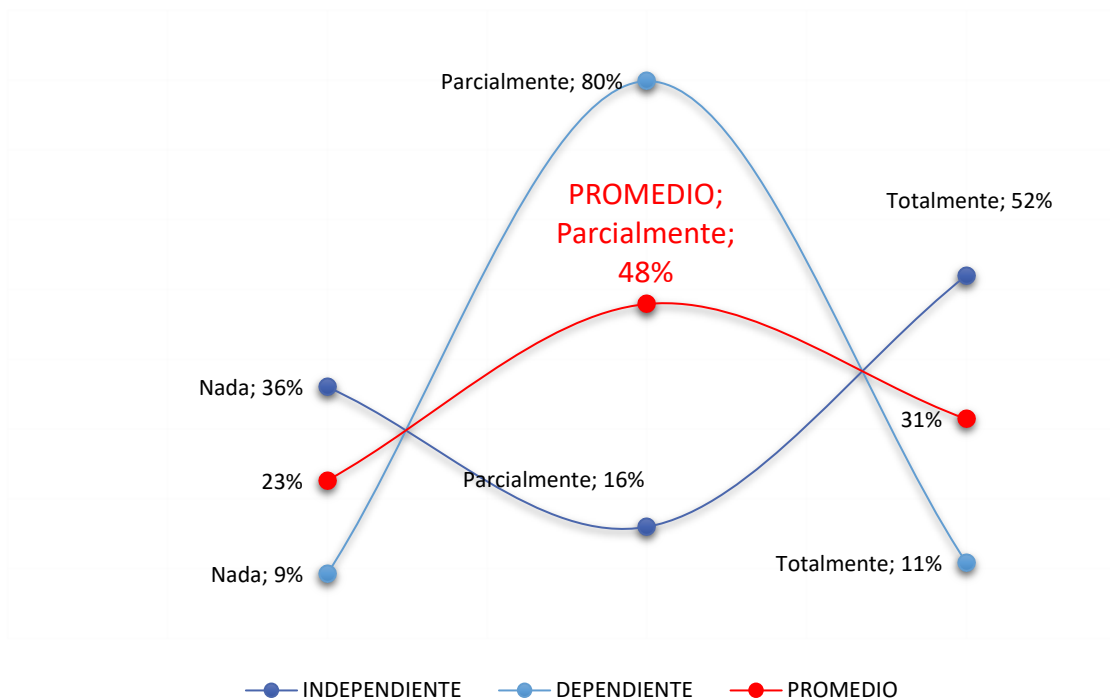 Parcialmente; 80%
PROMEDIO;
Parcialmente;
48%
Totalmente; 52%
Nada; 36%
31%
23%
Parcialmente; 16%
Nada; 9%
Totalmente; 11%
INDEPENDIENTE
DEPENDIENTE
PROMEDIO